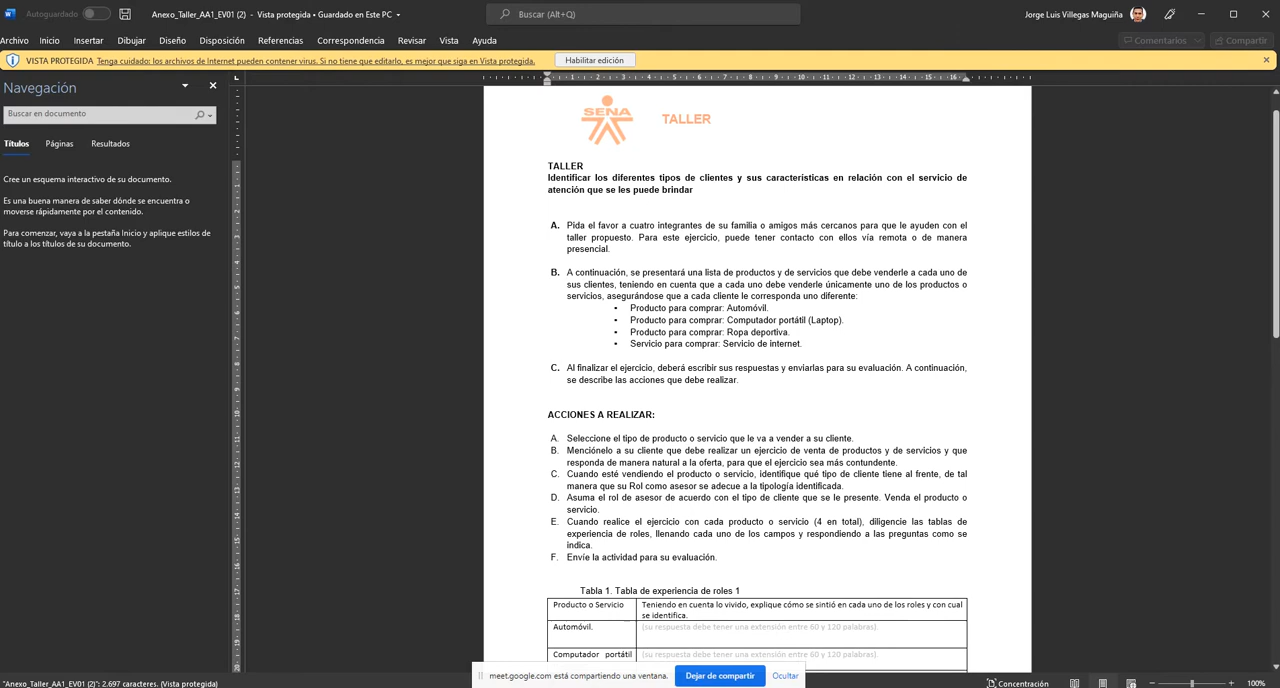 Autoguardado
Anexo_Taller_AA1_EV01 (2) - Vista protegida • Guardado en Este PC
Buscar (Alt+Q)
Jorge Luis Villegas Maguiña
Archivo Inicio Insertar Dibujar Diseño Disposición Referencias Correspondencia Revisar Vista Ayuda
Comentarios
Compartir
VISTA PROTEGIDA Tenga cuidado: los archivos de Internet pueden contener virus. Si no tiene que editarlo, es mejor que siga en Vista protegida.
Habilitar edición
Navegación
Buscar en documento
Títulos Páginas Resultados
Cree un esquema interactivo de su documento.
Es una buena manera de saber dónde se encuentra o
moverse rápidamente por el contenido.
Para comenzar, vaya a la pestaña Inicio y aplique estilos de
título a los títulos de su documento.
SENA
TALLER
TALLER
Identificar los diferentes tipos de clientes y sus características en relación con el servicio de
atención que se les puede brindar
A. Pida el favor a cuatro integrantes de su familia o amigos más cercanos para que le ayuden con el
taller propuesto. Para este ejercicio, puede tener contacto con ellos vía remota o de manera
presencial.
B. A continuación, se presentará una lista de productos y de servicios que debe venderle a cada uno de
sus clientes, teniendo en cuenta que a cada uno debe venderle únicamente uno de los productos o
servicios, asegurándose que a cada cliente le corresponda uno diferente:
• Producto para comprar: Automóvil.
• Producto para comprar: Computador portátil (Laptop).
• Producto para comprar: Ropa deportiva.
• Servicio para comprar: Servicio de internet.
C. Al finalizar el ejercicio, deberá escribir sus respuestas y enviarlas para su evaluación. A continuación,
se describe las acciones que debe realizar.
ACCIONES A REALIZAR:
A. Seleccione el tipo de producto o servicio que le va a vender a su cliente.
B. Menciónelo a su cliente que debe realizar un ejercicio de venta de productos y de servicios y que
responda de manera natural a la oferta, para que el ejercicio sea más contundente.
C. Cuando esté vendiendo el producto o servicio, identifique qué tipo de cliente tiene al frente, de tal
manera que su Rol como asesor se adecue a la tipología identificada.
D. Asuma el rol de asesor de acuerdo con el tipo de cliente que se le presente. Venda el producto o
servicio.
E. Cuando realice el ejercicio con cada producto o servicio (4 en total), diligencie las tablas de
experiencia de roles, llenando cada uno de los campos y respondiendo a las preguntas como se
indica.
F. Envíe la actividad para su evaluación.
Tabla 1. Tabla de experiencia de roles 1
Producto o Servicio Teniendo en cuenta lo vivido, explique cómo se sintió en cada uno de los roles y con cual
se identifica.
Automóvil. (su respuesta debe tener una extensión entre 60 y 120 palabras).
Computador portátil (su respuesta debe tener una extensión entre 60 y 120 palabras).
meet.google.com está compartiendo una ventana. Dejar de compartir Ocultar
"Anexo_Taller_AA1_EV01 (2)": 2.697 caracteres. (Vista protegida)
Concentración
100%